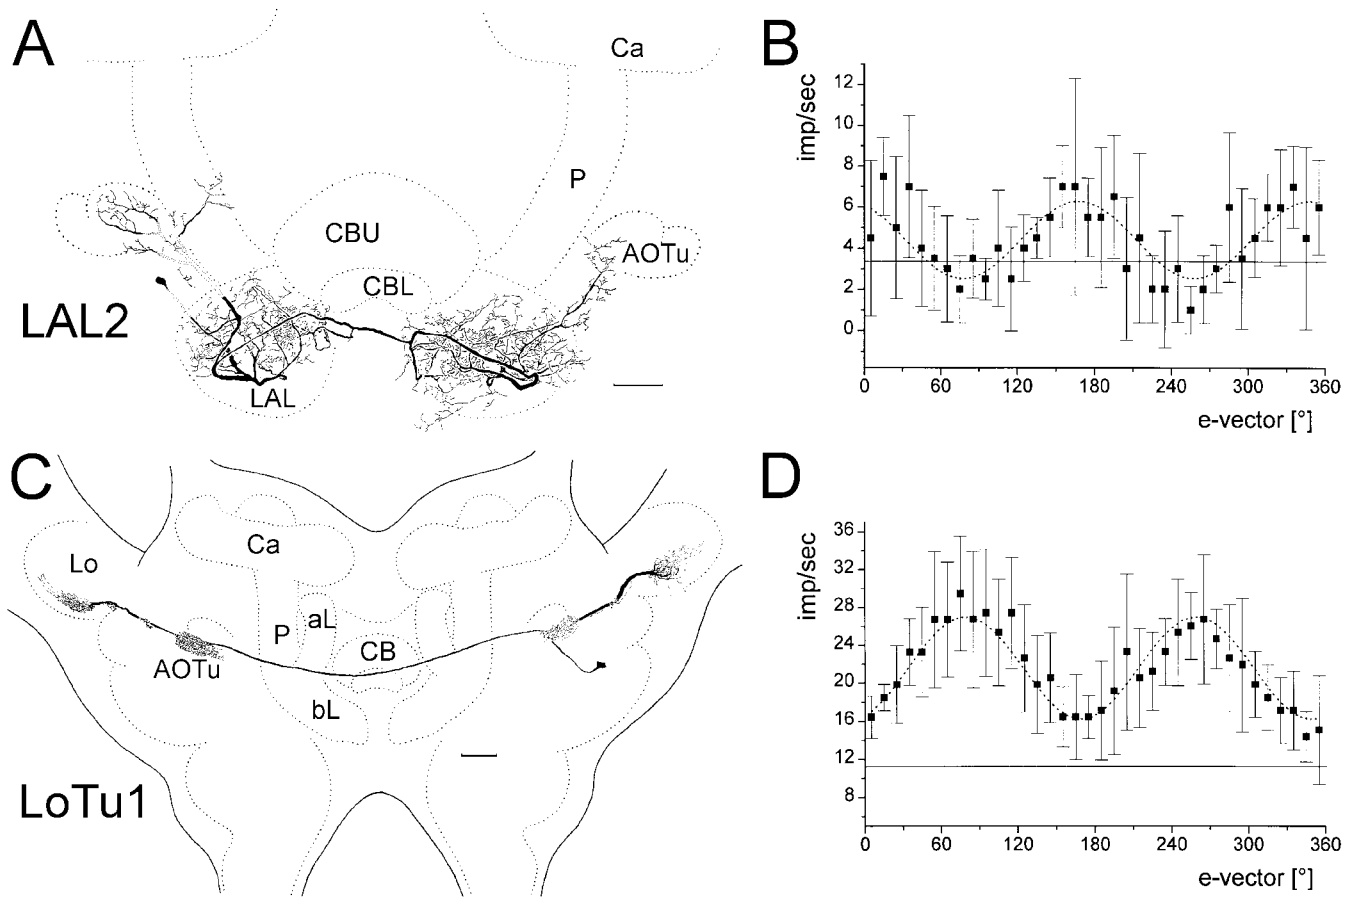 A
Ca
P
CBU
AOTu
CBL
LAL2
LAL
B
imp/sec
12
10
8
6
4
2
0
0 60 120 180 240 300 360
e-vector [°]
C
Ca
Lo
P
aL
CB
AOTu
bL
LoTu1
D
imp/sec
36
32
28
24
20
16
12
8
0 60 120 180 240 300 360
e-vector [°]